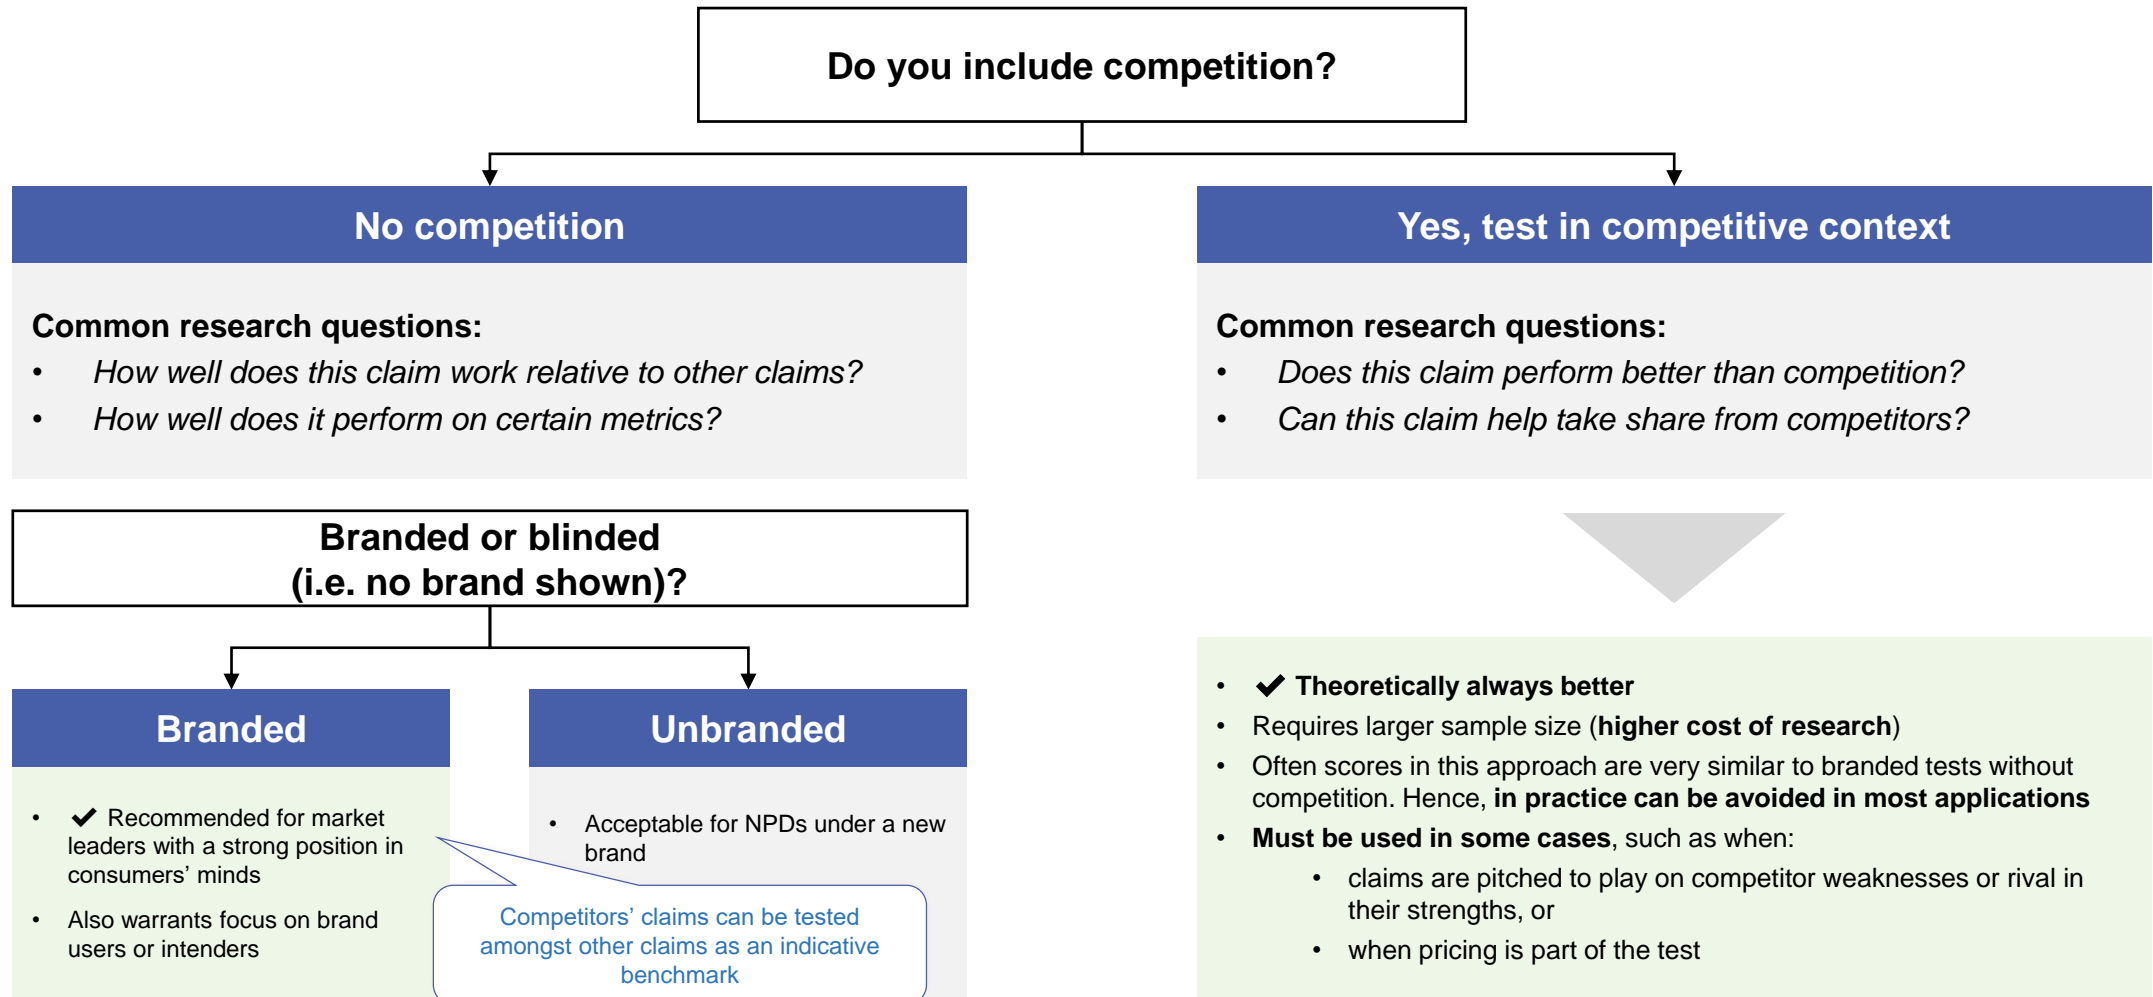 Do you include competition?
No competition
Common research questions:
• How well does this claim work relative to other claims?
• How well does it perform on certain metrics?
Yes, test in competitive context
Common research questions:
• Does this claim perform better than competition?
• Can this claim help take share from competitors?
Branded or blinded
(i.e. no brand shown)?
Branded
• ✔ Recommended for market
leaders with a strong position in
consumers’ minds
• Also warrants focus on brand
users or intenders
Unbranded
• Acceptable for NPDs under a new
brand
Competitors’ claims can be tested
amongst other claims as an indicative
benchmark
• ✔ Theoretically always better
• Requires larger sample size (higher cost of research)
• Often scores in this approach are very similar to branded tests without
competition. Hence, in practice can be avoided in most applications
• Must be used in some cases, such as when:
• claims are pitched to play on competitor weaknesses or rival in
their strengths, or
• when pricing is part of the test